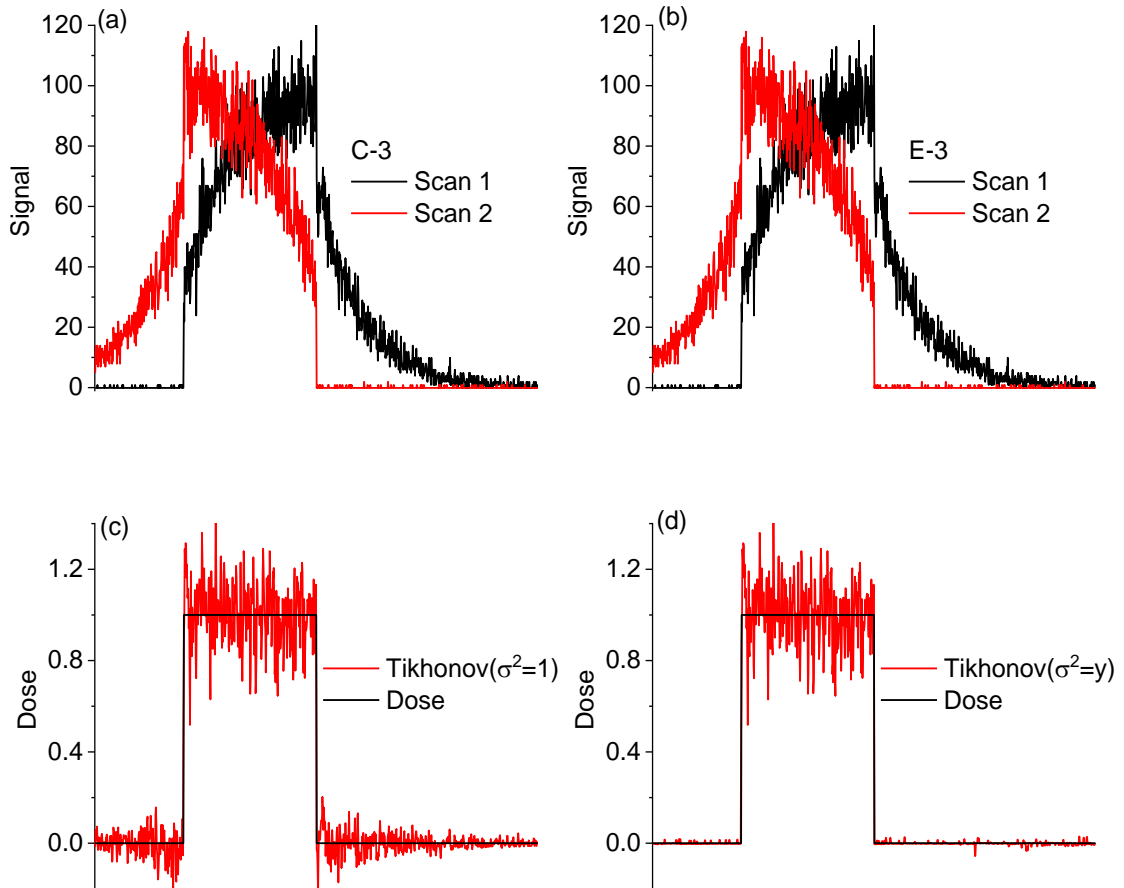 (a)
120
100
80
60
40
20
0
Signal
C-3
Scan 1
Scan 2
(b)
120
100
80
60
40
20
0
Signal
E-3
Scan 1
Scan 2
(c)
1.2
0.8
0.4
0.0
Dose
Tikhonov(σ²=1)
Dose
(d)
1.2
0.8
0.4
0.0
Dose
Tikhonov(σ²=y)
Dose